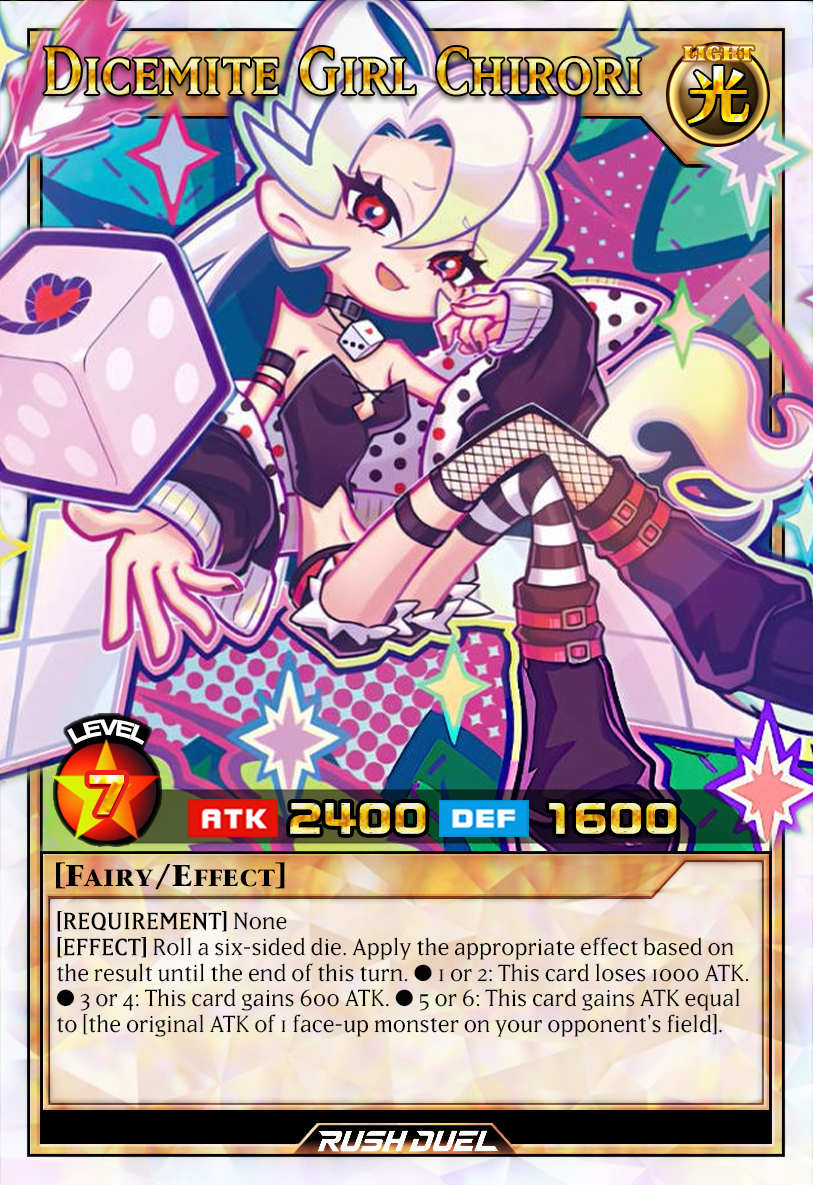 DICEMITE GIRL CHIRORI
LIGHT
光
LEVEL
7
ATK 2400 DEF 1600
[FAIRY/EFFECT]
[REQUIREMENT] None
[EFFECT] Roll a six-sided die. Apply the appropriate effect based on
the result until the end of this turn. ● 1 or 2: This card loses 1000 ATK.
● 3 or 4: This card gains 600 ATK. ● 5 or 6: This card gains ATK equal
to [the original ATK of 1 face-up monster on your opponent's field].
RUSH DUEL